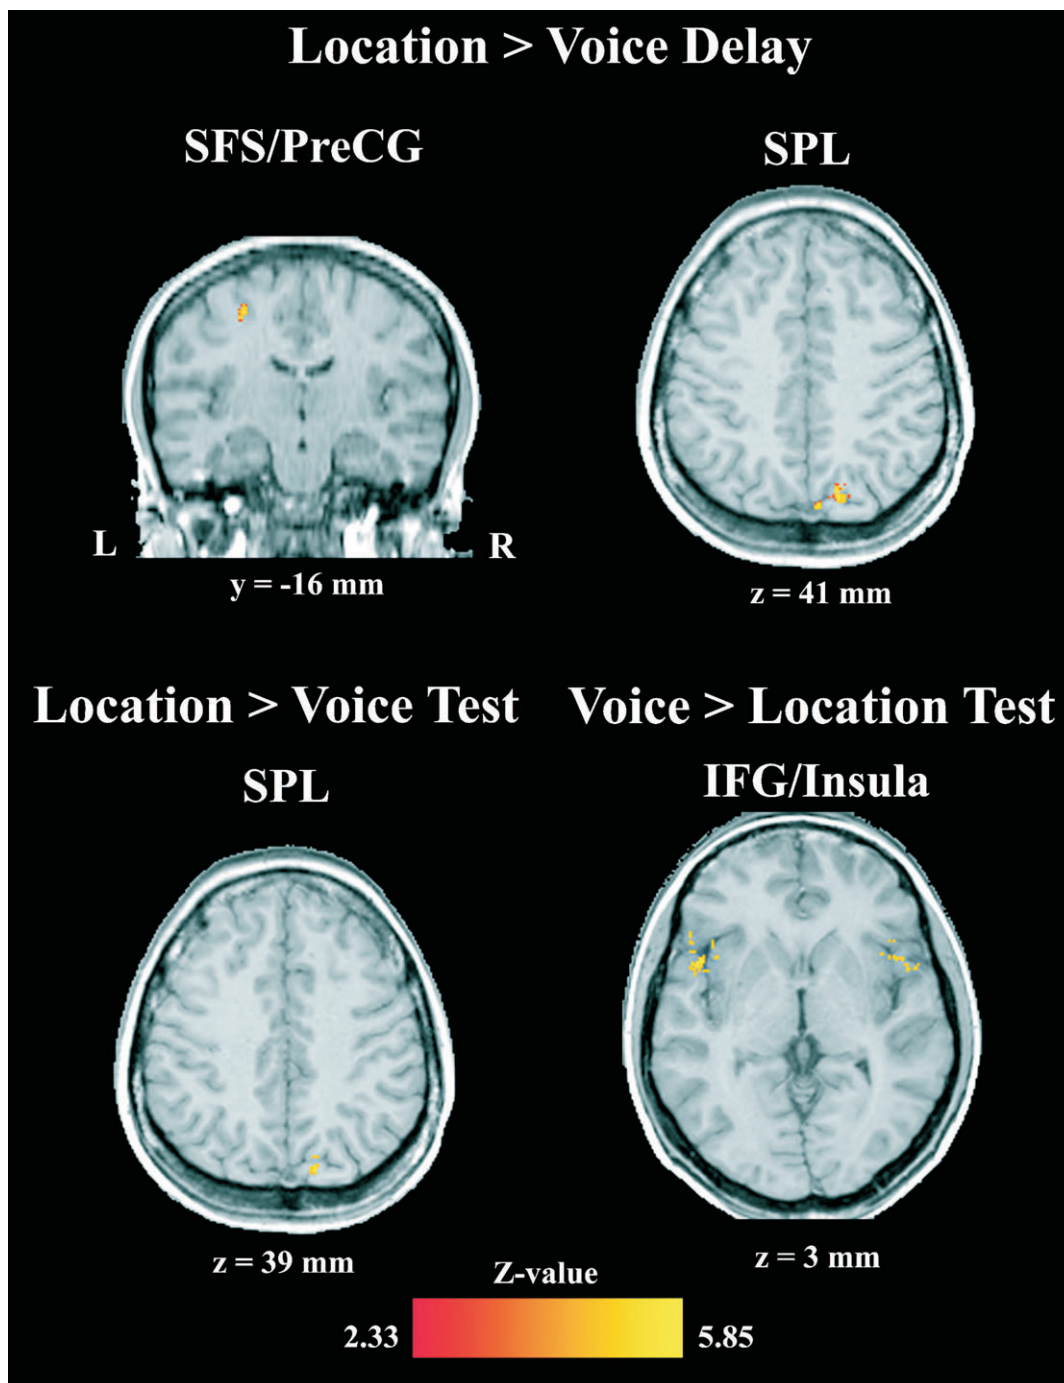 Location > Voice Delay
SFS/PreCG
SPL
L
R
y = -16 mm
z = 41 mm
Location > Voice Test
Voice > Location Test
SPL
IFG/Insula
z = 39 mm
z = 3 mm
Z-value
2.33
5.85